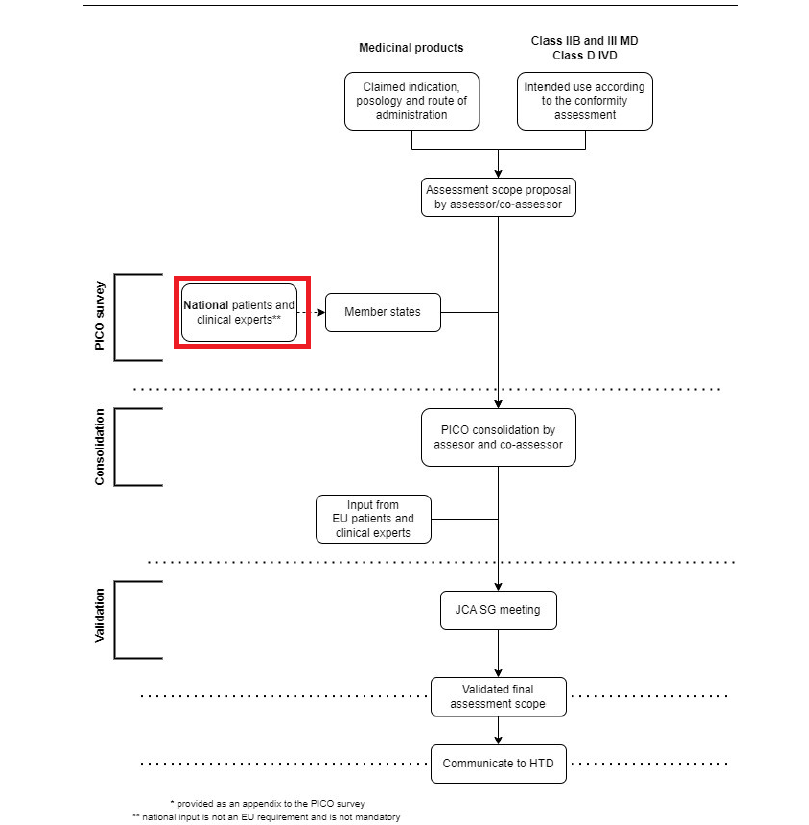 Medicinal products
Class IIB and III MD
Class D IVD
Claimed indication,
posology and route of
administration
Intended use according
to the conformity
assessment
Assessment scope proposal
by assessor/co-assessor
PICO survey
National patients and
clinical experts**
Member states
Consolidation
PICO consolidation by
assesor and co-assessor
Input from
EU patients and
clinical experts
Validation
JCA SG meeting
Validated final
assessment scope
Communicate to HTD
* provided as an appendix to the PICO survey
** national input is not an EU requirement and is not mandatory